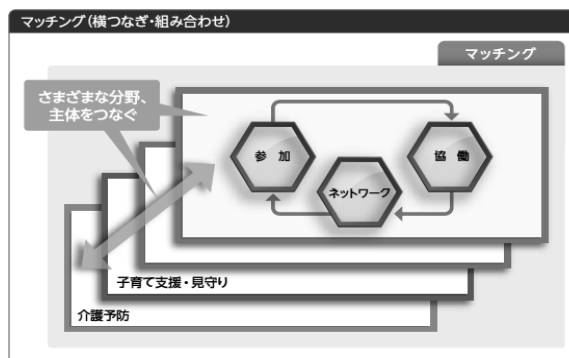 マッチング(横つなぎ・組み合わせ)
マッチング
さまざまな分野、
主体をつなぐ
参加
協働
ネットワーク
子育て支援・見守り
介護予防